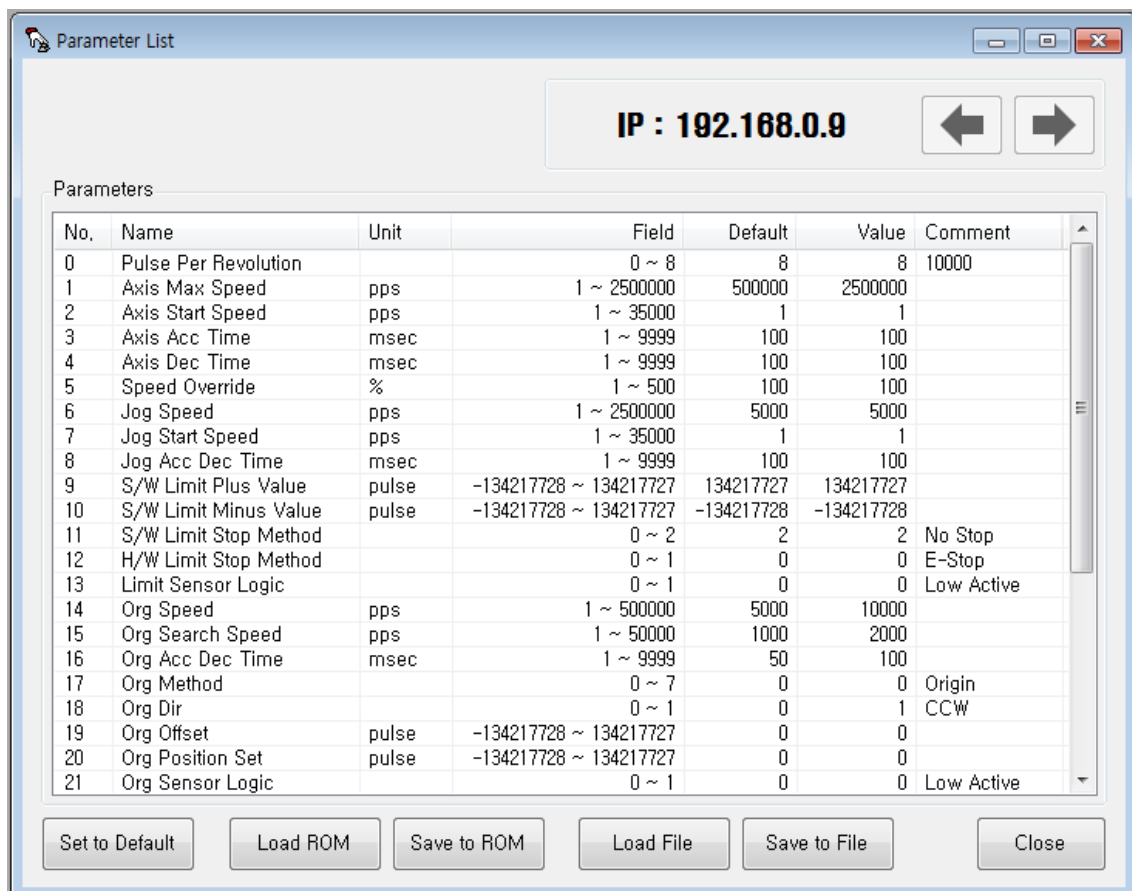 Parameter List
IP : 192.168.0.9
Parameters
No. Name Unit Field Default Value Comment
0 Pulse Per Revolution 0 ~ 8 8 8 10000
1 Axis Max Speed pps 1 ~ 2500000 500000 2500000
2 Axis Start Speed pps 1 ~ 35000 1 1
3 Axis Acc Time msec 1 ~ 9999 100 100
4 Axis Dec Time msec 1 ~ 9999 100 100
5 Speed Override % 1 ~ 500 100 100
6 Jog Speed pps 1 ~ 2500000 5000 5000
7 Jog Start Speed pps 1 ~ 35000 1 1
8 Jog Acc Dec Time msec 1 ~ 9999 100 100
9 S/W Limit Plus Value pulse -134217728 ~ 134217727 134217727 134217727
10 S/W Limit Minus Value pulse -134217728 ~ 134217727 -134217728 -134217728
11 S/W Limit Stop Method 0 ~ 2 2 2 No Stop
12 H/W Limit Stop Method 0 ~ 1 0 0 E-Stop
13 Limit Sensor Logic 0 ~ 1 0 0 Low Active
14 Org Speed pps 1 ~ 500000 5000 10000
15 Org Search Speed pps 1 ~ 50000 1000 2000
16 Org Acc Dec Time msec 1 ~ 9999 50 100
17 Org Method 0 ~ 7 0 0 Origin
18 Org Dir 0 ~ 1 0 1 CCW
19 Org Offset pulse -134217728 ~ 134217727 0 0
20 Org Position Set pulse -134217728 ~ 134217727 0 0
21 Org Sensor Logic 0 ~ 1 0 0 Low Active
Set to Default Load ROM Save to ROM Load File Save to File Close